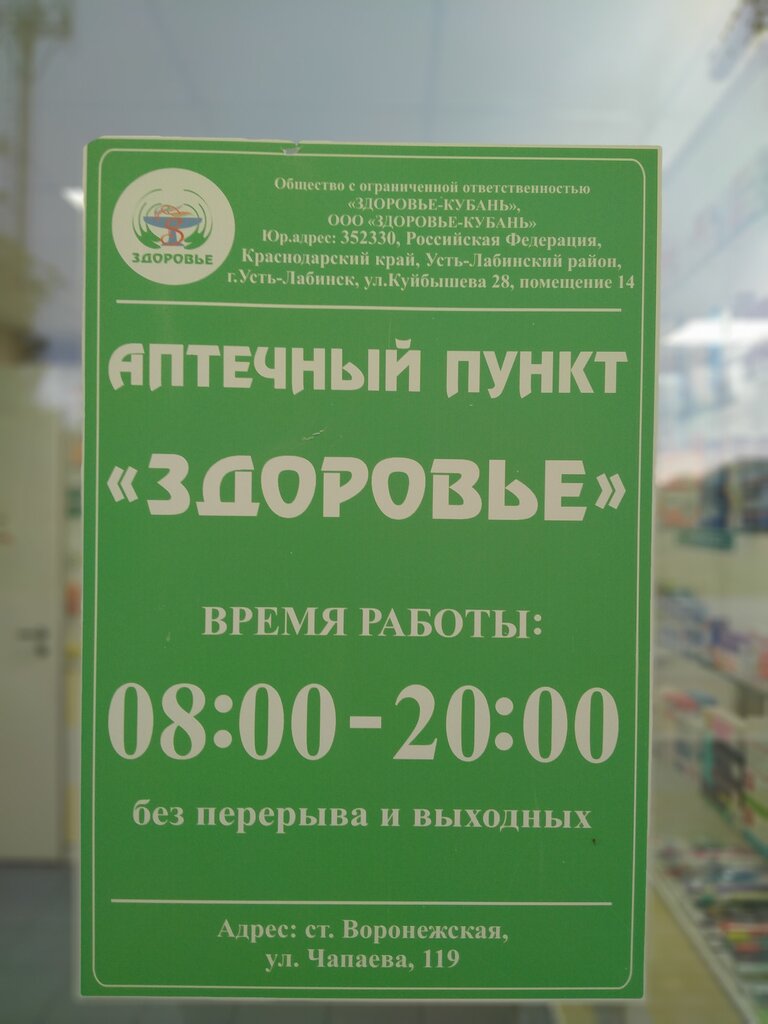 Общество с ограниченной ответственностью
«ЗДОРОВЬЕ-КУБАНЬ»,
ООО «ЗДОРОВЬЕ-КУБАНЬ»
Юр.адрес: 352330, Российская Федерация,
Краснодарский край, Усть-Лабинский район,
г.Усть-Лабинск, ул.Куйбышева 28, помещение 14
ЗДОРОВЬЕ
АПТЕЧНЫЙ ПУНКТ
«ЗДОРОВЬЕ»
ВРЕМЯ РАБОТЫ:
08:00-20:00
без перерыва и выходных
Адрес: ст. Воронежская,
ул. Чапаева, 119